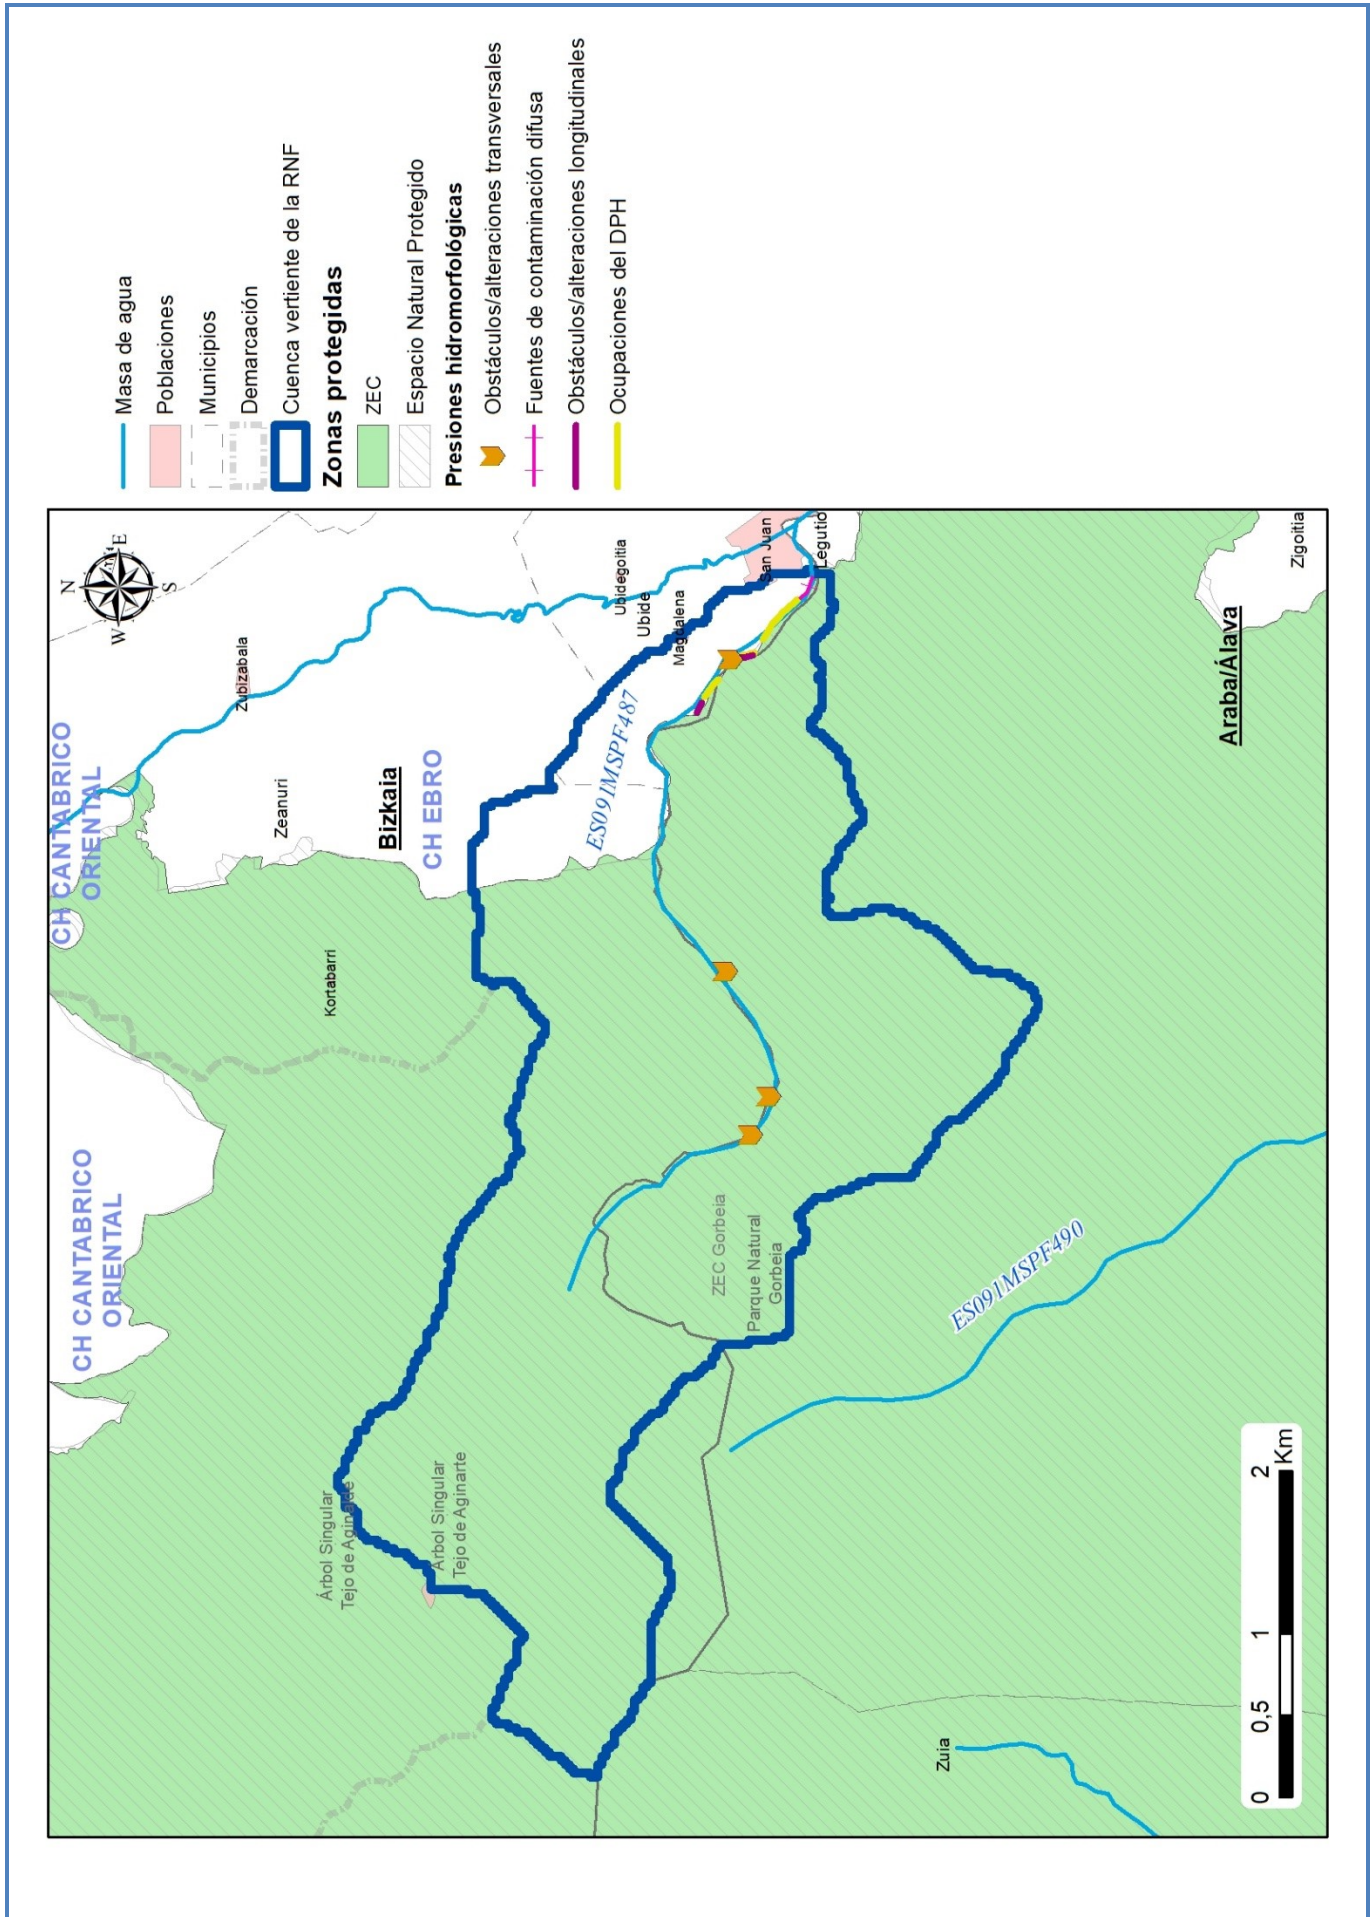 CH CANTABRICO
ORIENTAL
CH CANTABRICO
ORIENTAL
N
W
E
S
Zubizabala
Zeanuri
Kortabarri
Bizkaia
CH EBRO
Árbol Singular
Tejo de Aginalde
Árbol Singular
Tejo de Aginarte
ES091MSPF487
Ubidegoitia
Ubide
Magdalena
San Juan
Legutio
ZEC Gorbeia
Parque Natural
Gorbeia
ES091MSPF490
Zuia
Araba/Álava
Zigoitia
0
0,5
1
2
Km
Masa de agua
Poblaciones
Municipios
Demarcación
Cuenca vertiente de la RNF
Zonas protegidas
ZEC
Espacio Natural Protegido
Presiones hidromorfológicas
Obstáculos/alteraciones transversales
Fuentes de contaminación difusa
Obstáculos/alteraciones longitudinales
Ocupaciones del DPH